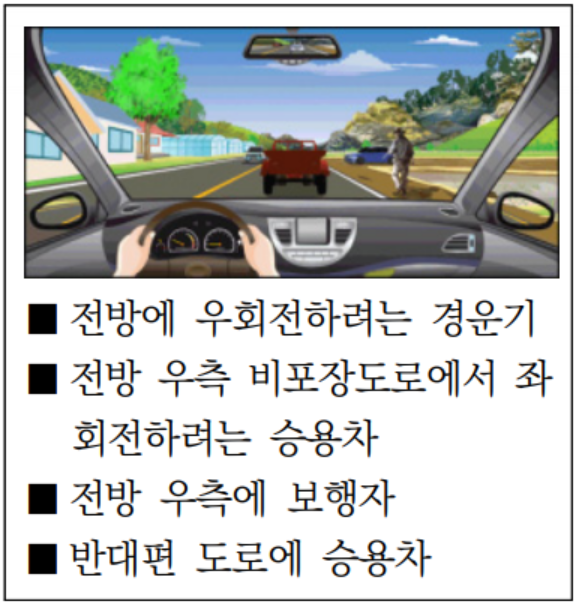 ■ 전방에 우회전하려는 경운기
■ 전방 우측 비포장도로에서 좌
회전하려는 승용차
■ 전방 우측에 보행자
■ 반대편 도로에 승용차